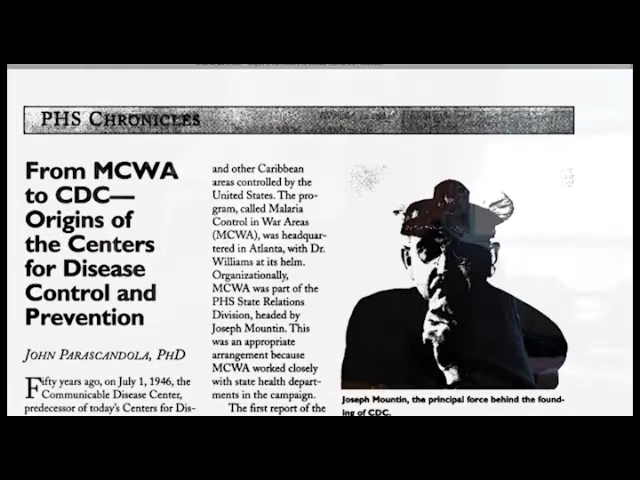 PHS CHRONICLES
From MCWA
to CDC—
Origins of
the Centers
for Disease
Control and
Prevention
JOHN PARASCANDOLA, PHD
Fifty years ago, on July 1, 1946, the
Communicable Disease Center,
predecessor of today's Centers for Dis-
and other Caribbean
areas controlled by the
United States. The pro-
gram, called Malaria
Control in War Areas
(MCWA), was headquar-
tered in Atlanta, with Dr.
Williams at its helm.
Organizationally,
MCWA was part of the
PHS State Relations
Division, headed by
Joseph Mountin. This
was an appropriate
arrangement because
MCWA worked closely
with state health depart-
ments in the campaign.
The first report of the
Joseph Mountin, the principal force behind the found-
ing of CDC.